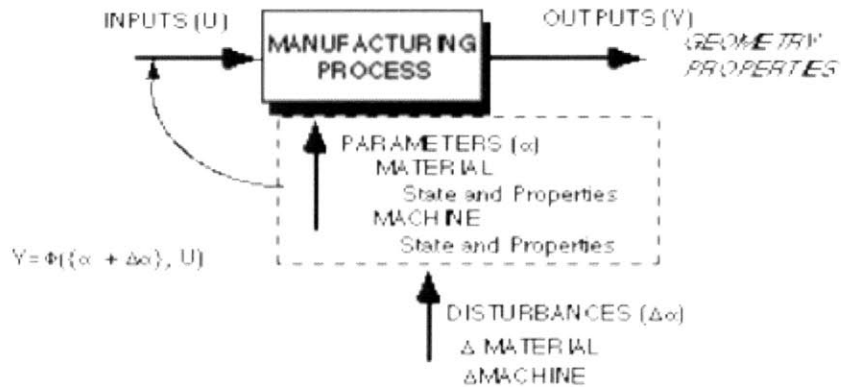 INPUTS (U)
OUTPUTS (Y)
MANUFACTURING
PROCESS
GEOMETRY
PROPERTIES
PARAMETERS (α)
MATERIAL
State and Properties
MACHINE
State and Properties
Y=Φ({α + Δα}, U)
DISTURBANCES (Δα)
Δ MATERIAL
ΔMACHINE